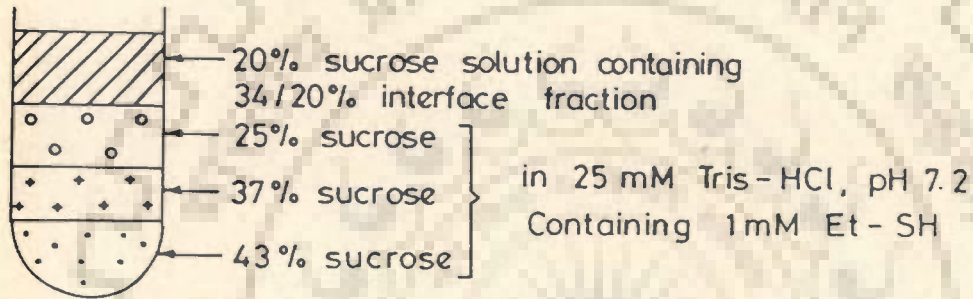 20% sucrose solution containing
34/20% interface fraction
25% sucrose
37% sucrose
43% sucrose
in 25 mM Tris-HCl, pH 7.2
Containing 1mM Et-SH